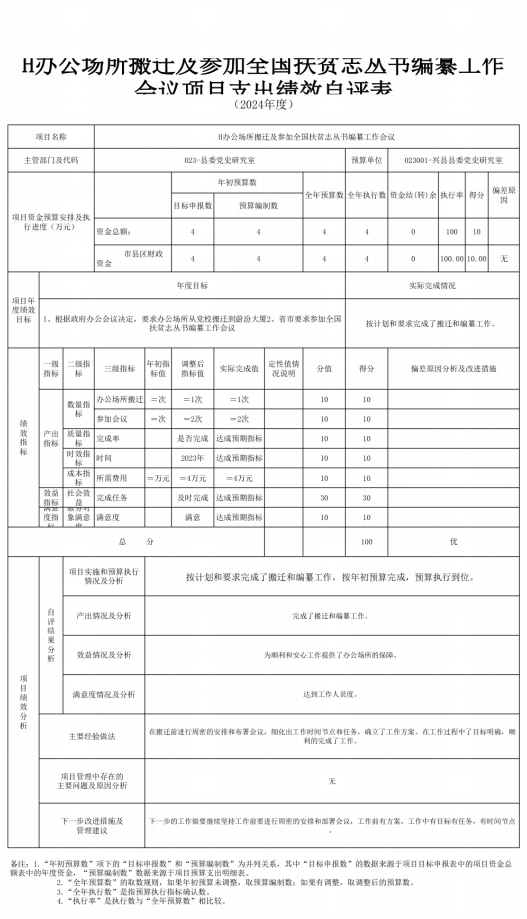 H办公场所搬迁及参加全国扶贫志丛书编纂工作
会议项目支出绩效自评表
（2024年度）
项目名称 H办公场所搬迁及参加全国扶贫志丛书编纂工作会议
主管部门及代码 023-县委党史研究室 预算单位 023001-兴县县委党史研究室
项目资金预算安排及执
行进度（万元）
年初预算数 全年预算数 全年执行数 资金结(转)余 执行率 得分 偏差原
因
目标申报数 预算编制数
资金总额： 4 4 4 4 0 100 10
市县区财政
资金 4 4 4 4 0 100.00 10.00 无
项目年
度绩效
目标
年度目标 实际完成情况
1、根据政府办公会议决定，要求办公场所从党校搬迁到蔚汾大厦2、省市要求参加全国
扶贫志丛书编纂工作会议
按计划和要求完成了搬迁和编纂工作。
绩
效
指
标
一级
指标 二级指
标 三级指标 年初指
标值 调整后
指标值 实际完成值 定性值情
况说明 分值 得分 偏差原因分析及改进措施
产出
指标
数量指
标
办公场所搬迁 ＝次 ＝1次 ＝1次 10 10
参加会议 ＝次 ＝2次 ＝2次 10 10
质量指
标 完成率 是否完成 达成预期指标 10 10
时效指
标 时间 2023年 达成预期指标 10 10
成本指
标 所需费用 ＝万元 ＝4万元 ＝4万元 10 10
效益
指标 社会效
益 完成任务 及时完成 达成预期指标 30 30
满意
度指
标 服务对
象满意
度 满意度 满意 达成预期指标 10 10
总 分 100 优
项
目
绩
效
分
析
自
评
结
果
分
析
项目实施和预算执行
情况及分析 按计划和要求完成了搬迁和编纂工作，按年初预算完成，预算执行到位。
产出情况及分析 完成了搬迁和编纂工作。
效益情况及分析 为顺利和安心工作提供了办公场所的保障。
满意度情况及分析 达到工作人员度。
主要经验做法 在搬迁前进行周密的安排和布署会议，细化出工作时间节点和任务，确立了工作方案。在工作过程中了目标明确，顺
利的完成了工作。
项目管理中存在的
主要问题及原因分析 无
下一步改进措施及
管理建议 下一步的工作做要继续坚持工作前要进行周密的安排和部署会议，工作前有方案，工作中有目标有任务，有时间节点
。
备注：1.“年初预算数”项下的“目标申报数”和“预算编制数”为并列关系，其中“目标申报数”的数据来源于项目目标申报表中的项目资金总
额表中的年度资金，“预算编制数”数据来源于项目预算支出明细表。
2.“全年预算数”的取数规则，如果年初预算未调整，取预算编制数；如果有调整，取调整后的预算数。
3.“全年执行数”是指预算执行指标确认数。
4.“执行率”是执行数与“全年预算数”相比较。